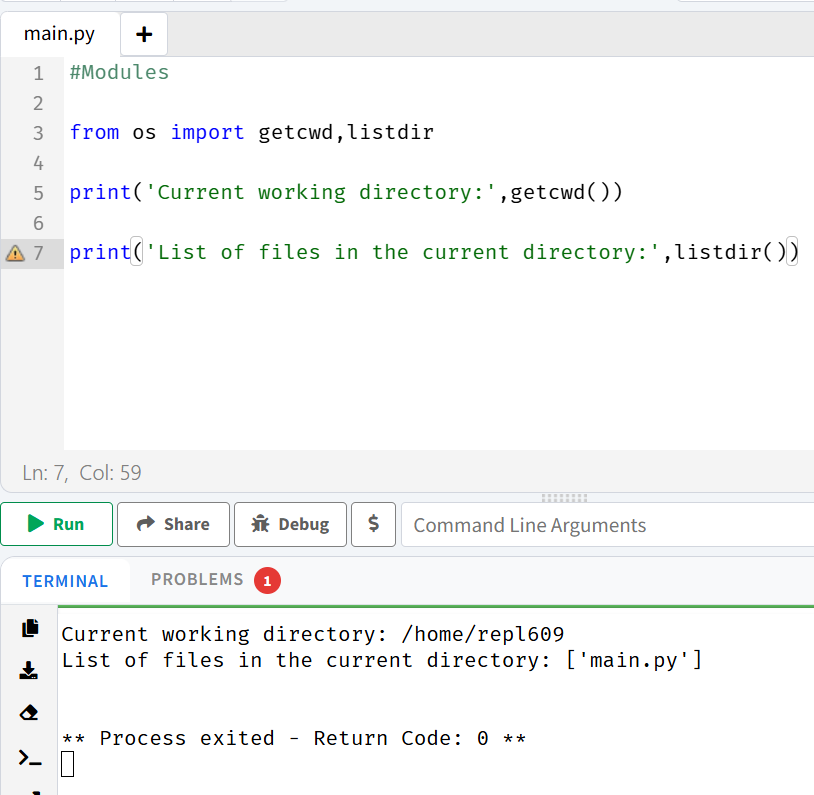 main.py +
1 #Modules
2
3 from os import getcwd,listdir
4
5 print('Current working directory:',getcwd())
6
7 print('List of files in the current directory:',listdir())
Ln: 7, Col: 59
Run Share Debug $ Command Line Arguments
TERMINAL PROBLEMS 1
Current working directory: /home/repl609
List of files in the current directory: ['main.py']
** Process exited - Return Code: 0 **